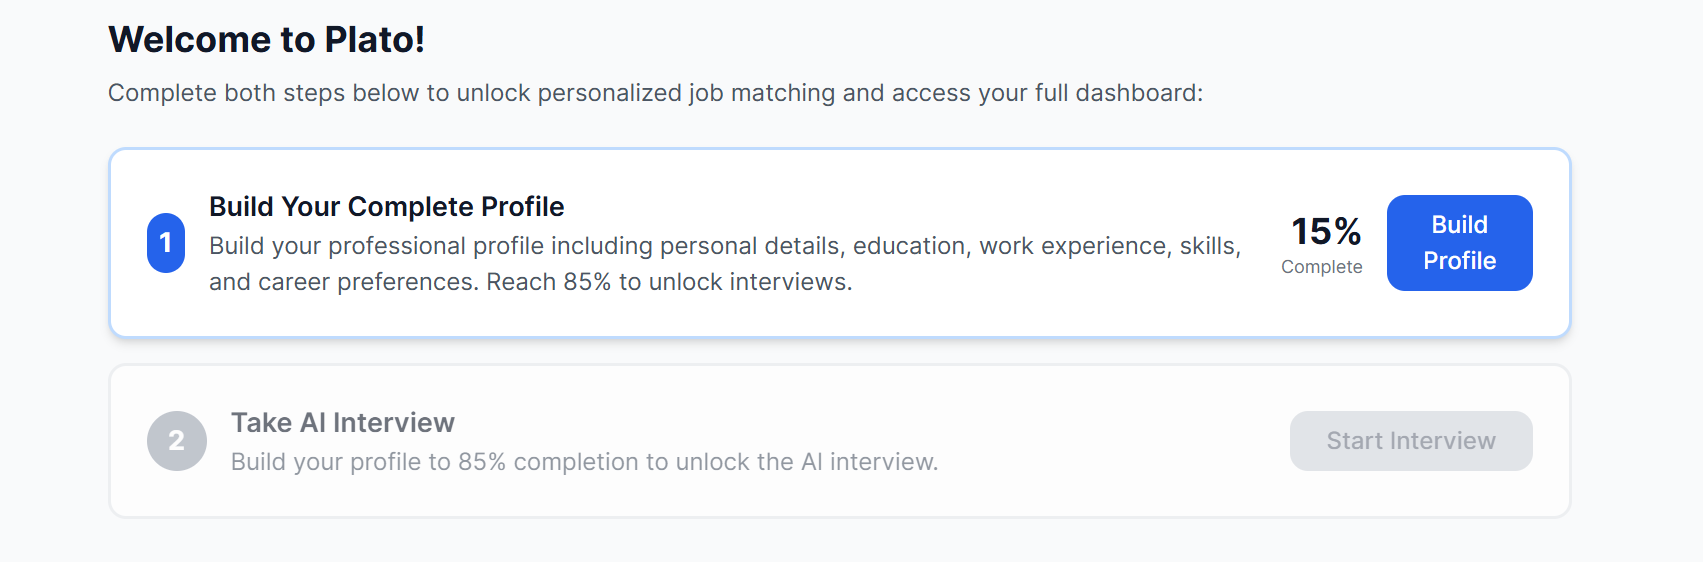 Welcome to Plato!
Complete both steps below to unlock personalized job matching and access your full dashboard:
1
Build Your Complete Profile
Build your professional profile including personal details, education, work experience, skills,
and career preferences. Reach 85% to unlock interviews.
15%
Complete
Build
Profile
2
Take AI Interview
Build your profile to 85% completion to unlock the AI interview.
Start Interview